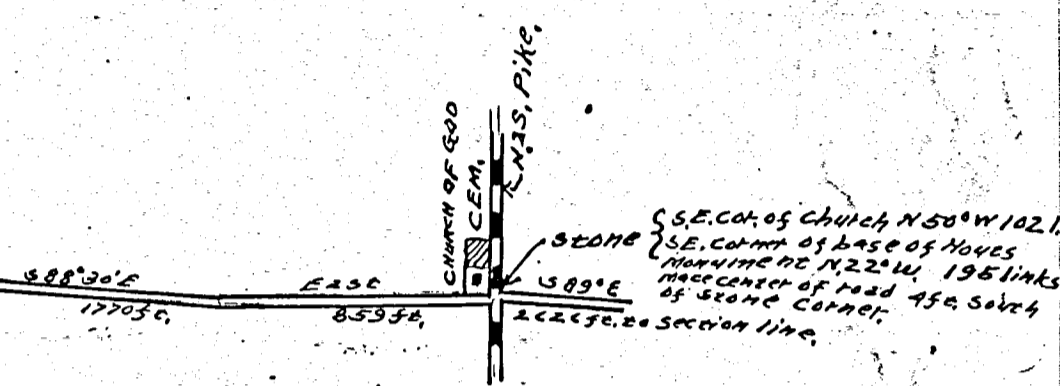 N.&S. Pike.
CHURCH OF GOD
CEM.
stone
S.E. Cor. of Church N 50° W 102 l.
S.E. Corner of base of
Monument N. 22° W. 195 links
center of road 4 ft. South
of stone corner.
S 88° 30' E
1770 ft.
East
859 ft.
S 89° E
2626 ft. to section line.